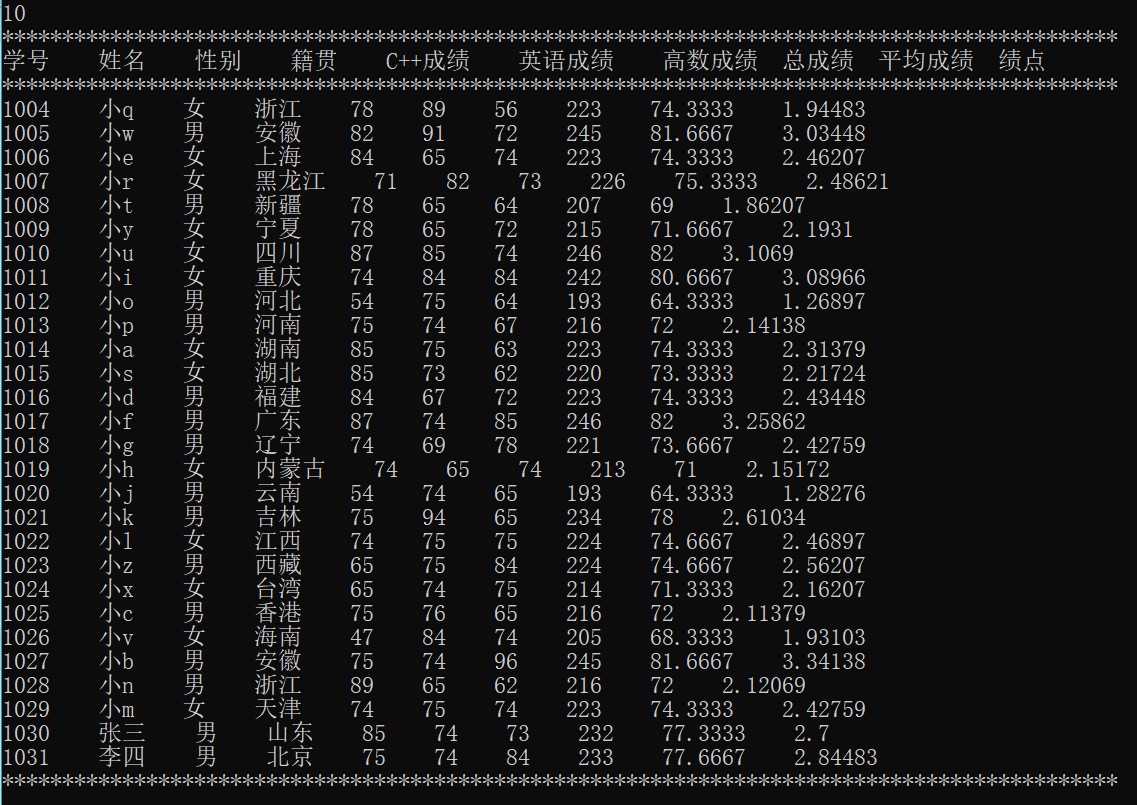 10
*********************************************************************************************
学号    姓名    性别    籍贯    C++成绩    英语成绩    高数成绩  总成绩  平均成绩  绩点
*********************************************************************************************
1004    小q    女    浙江    78    89    56    223    74.3333    1.94483
1005    小w    男    安徽    82    91    72    245    81.6667    3.03448
1006    小e    女    上海    84    65    74    223    74.3333    2.46207
1007    小r    女    黑龙江    71    82    73    226    75.3333    2.48621
1008    小t    男    新疆    78    65    64    207    69    1.86207
1009    小y    女    宁夏    78    65    72    215    71.6667    2.1931
1010    小u    女    四川    87    85    74    246    82    3.1069
1011    小i    女    重庆    74    84    84    242    80.6667    3.08966
1012    小o    男    河北    54    75    64    193    64.3333    1.26897
1013    小p    男    河南    75    74    67    216    72    2.14138
1014    小a    女    湖南    85    75    63    223    74.3333    2.31379
1015    小s    女    湖北    85    73    62    220    73.3333    2.21724
1016    小d    男    福建    84    67    72    223    74.3333    2.43448
1017    小f    男    广东    87    74    85    246    82    3.25862
1018    小g    男    辽宁    74    69    78    221    73.6667    2.42759
1019    小h    女    内蒙古    74    65    74    213    71    2.15172
1020    小j    男    云南    54    74    65    193    64.3333    1.28276
1021    小k    男    吉林    75    94    65    234    78    2.61034
1022    小l    女    江西    74    75    75    224    74.6667    2.46897
1023    小z    男    西藏    65    75    84    224    74.6667    2.56207
1024    小x    女    台湾    65    74    75    214    71.3333    2.16207
1025    小c    男    香港    75    76    65    216    72    2.11379
1026    小v    女    海南    47    84    74    205    68.3333    1.93103
1027    小b    男    安徽    75    74    96    245    81.6667    3.34138
1028    小n    男    浙江    89    65    62    216    72    2.12069
1029    小m    女    天津    74    75    74    223    74.3333    2.42759
1030    张三    男    山东    85    74    73    232    77.3333    2.7
1031    李四    男    北京    75    74    84    233    77.6667    2.84483
*********************************************************************************************